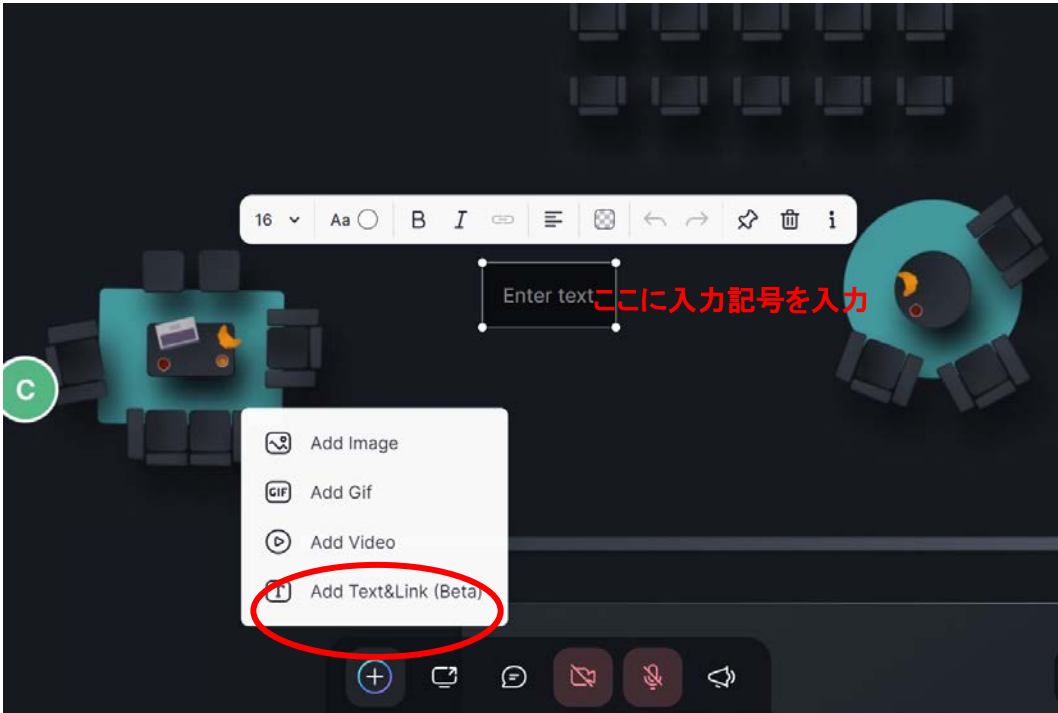 16
Aa
B
I
i
Enter text
ここに入力記号を入力
C
Add Image
GIF
Add Gif
Add Video
T
Add Text&Link (Beta)